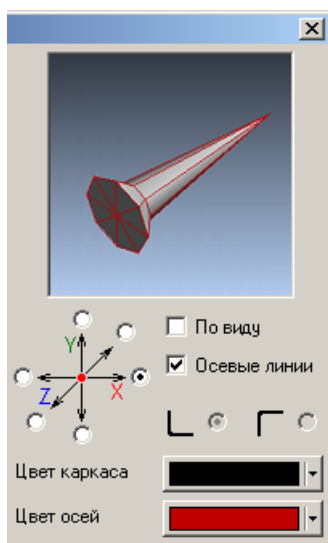 По виду
Y
Осевые линии
Z
X
Цвет каркаса
Цвет осей